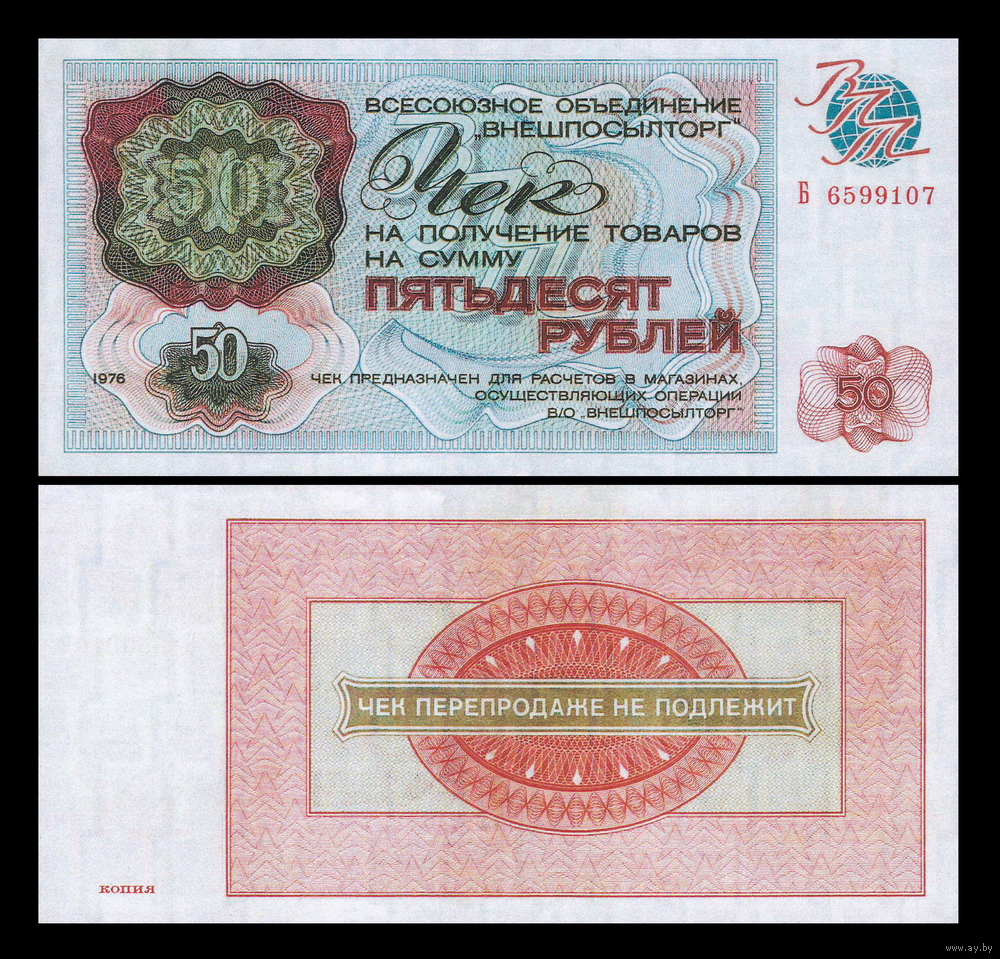 50
ВСЕСОЮЗНОЕ ОБЪЕДИНЕНИЕ
„ВНЕШПОСЫЛТОРГ"
Чек
НА ПОЛУЧЕНИЕ ТОВАРОВ
НА СУММУ
ПЯТЬДЕСЯТ
РУБЛЕЙ
ВПТ
Б 6599107
50
1976
ЧЕК ПРЕДНАЗНАЧЕН ДЛЯ РАСЧЕТОВ В МАГАЗИНАХ,
ОСУЩЕСТВЛЯЮЩИХ ОПЕРАЦИИ
В/О „ВНЕШПОСЫЛТОРГ"
50
ЧЕК ПЕРЕПРОДАЖЕ НЕ ПОДЛЕЖИТ
КОПИЯ
www.ay.by